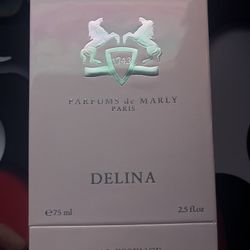 1743
PARFUMS de MARLY
PARIS
DELINA
℮75 ml 2.5 fl.oz